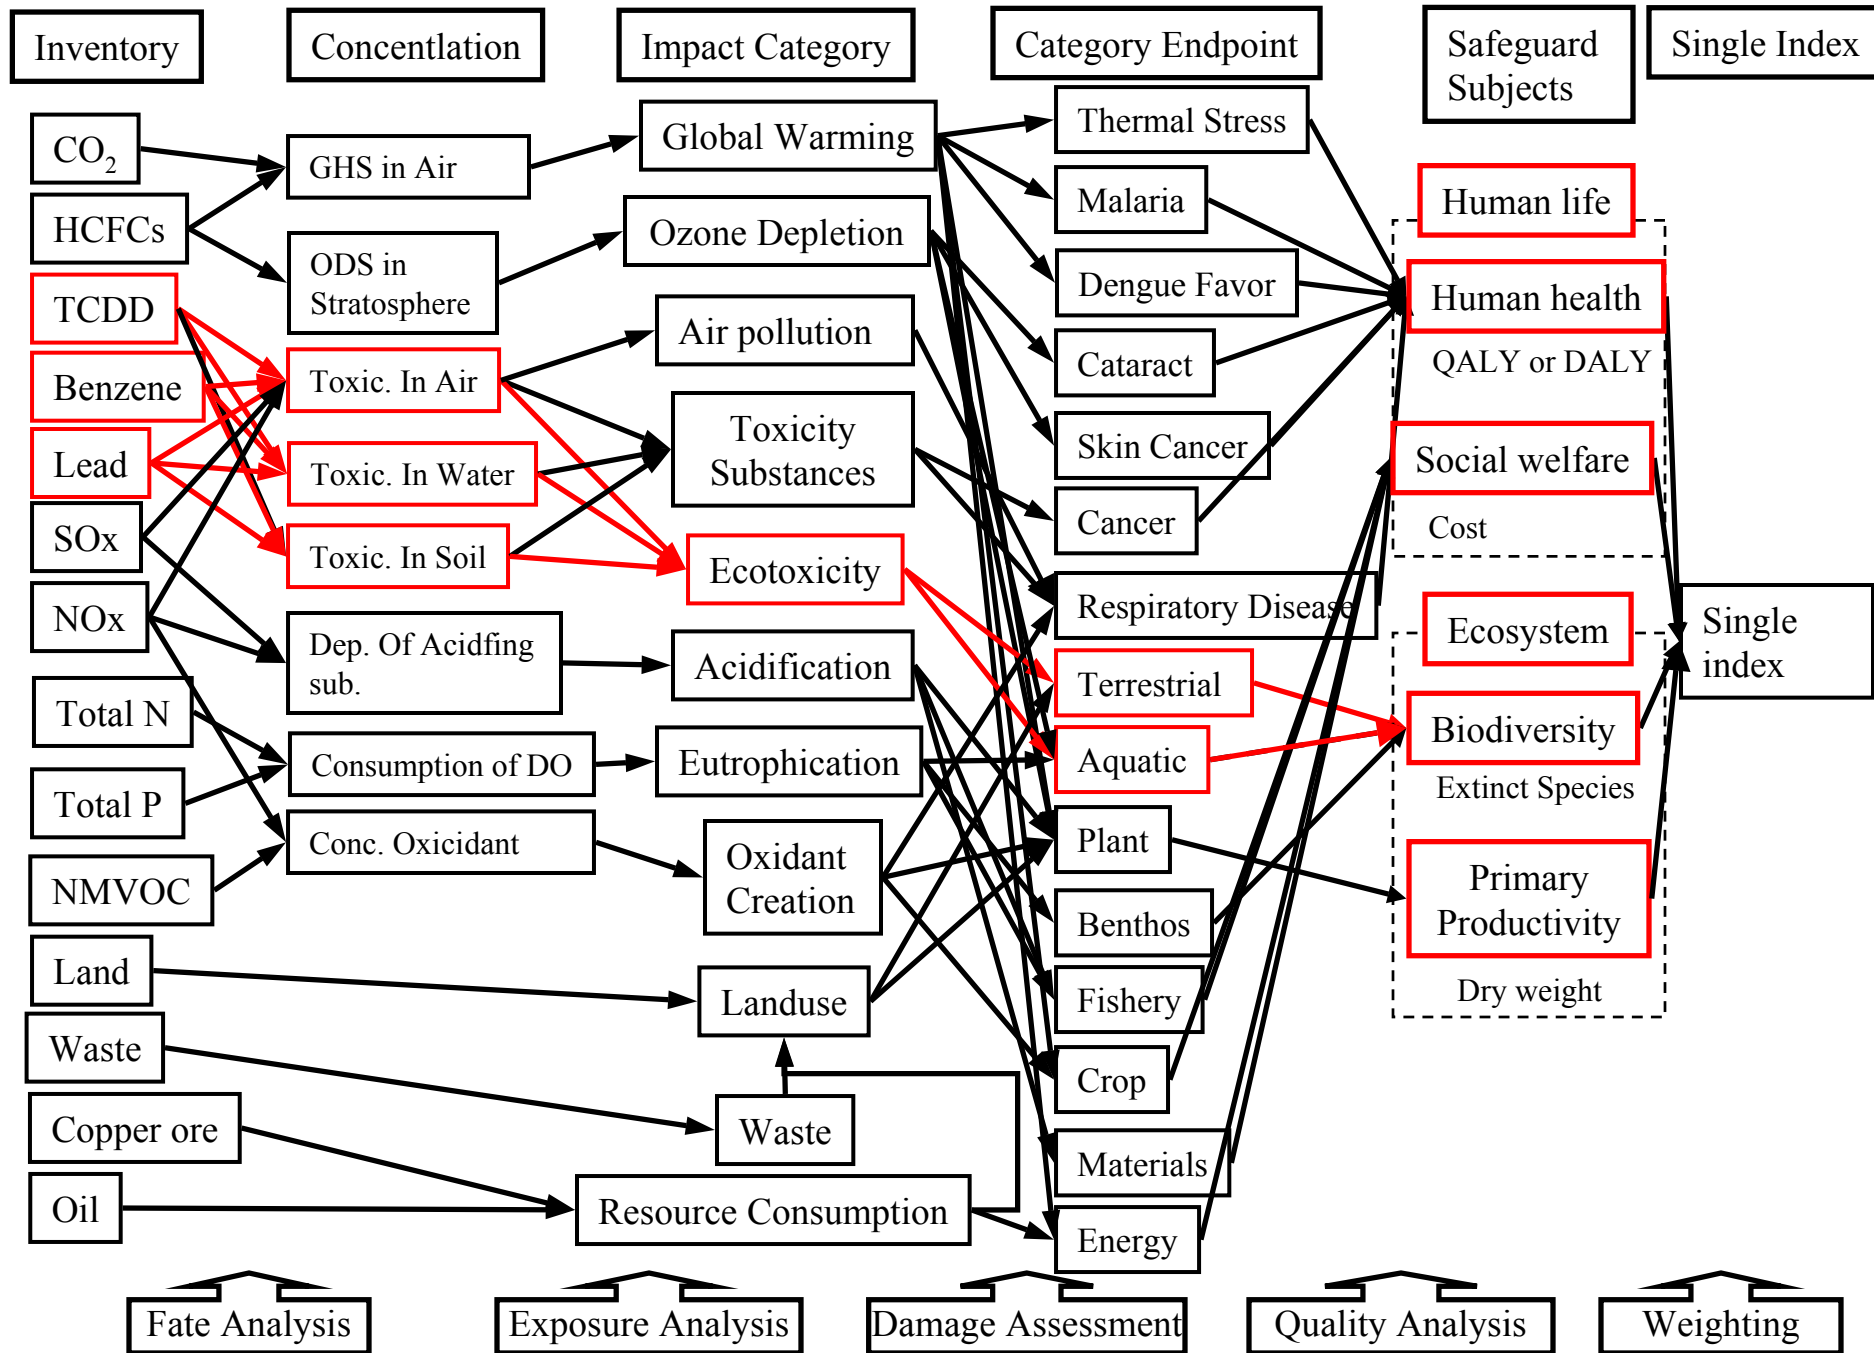 Inventory
Concentlation
Impact Category
Category Endpoint
Safeguard
Subjects
Single Index
CO2
HCFCs
TCDD
Benzene
Lead
SOx
NOx
Total N
Total P
NMVOC
Land
Waste
Copper ore
Oil
GHS in Air
ODS in
Stratosphere
Toxic. In Air
Toxic. In Water
Toxic. In Soil
Dep. Of Acidfing
sub.
Consumption of DO
Conc. Oxicidant
Global Warming
Ozone Depletion
Air pollution
Toxicity
Substances
Ecotoxicity
Acidification
Eutrophication
Oxidant
Creation
Landuse
Waste
Resource Consumption
Thermal Stress
Malaria
Dengue Favor
Cataract
Skin Cancer
Cancer
Respiratory Disease
Terrestrial
Aquatic
Plant
Benthos
Fishery
Crop
Materials
Energy
Human life
Human health
QALY or DALY
Social welfare
Cost
Ecosystem
Biodiversity
Extinct Species
Primary
Productivity
Dry weight
Single
index
Fate Analysis
Exposure Analysis
Damage Assessment
Quality Analysis
Weighting